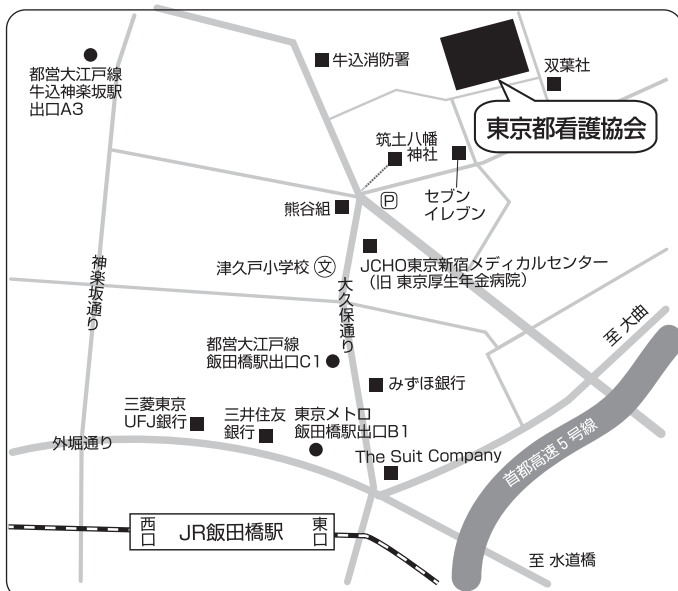 都営大江戸線
牛込神楽坂駅
出口A3
牛込消防署
双葉社
東京都看護協会
筑土八幡
神社
セブン
イレブン
P
熊谷組
津久戸小学校
文
JCHO東京新宿メディカルセンター
(旧 東京厚生年金病院)
神楽坂通り
大久保通り
至 大曲
都営大江戸線
飯田橋駅出口C1
みずほ銀行
三菱東京
UFJ銀行
三井住友
銀行
東京メトロ
飯田橋駅出口B1
外堀通り
The Suit Company
首都高速5号線
西口
JR飯田橋駅
東口
至 水道橋